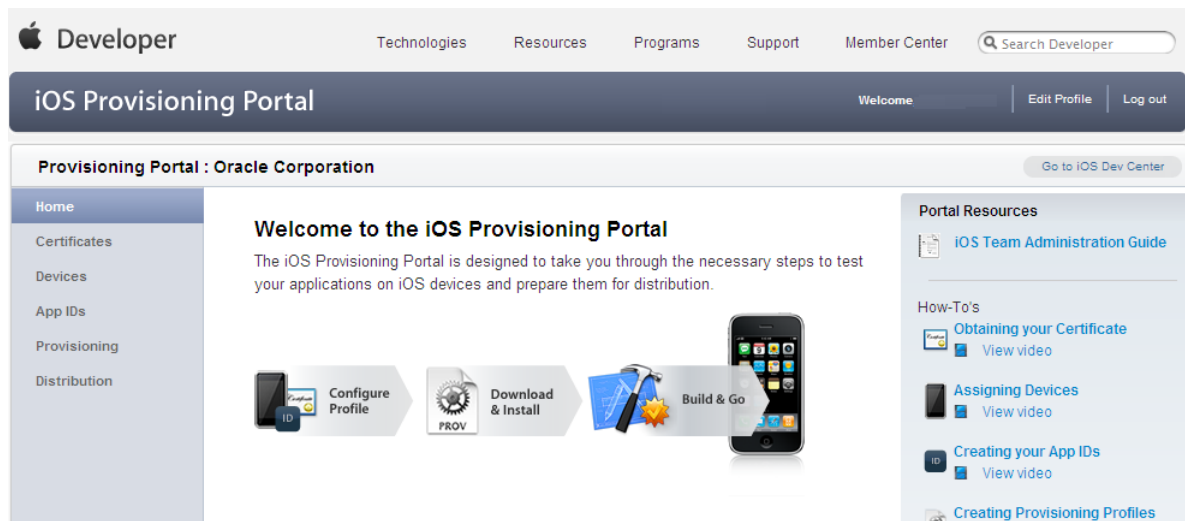 Developer
Technologies Resources Programs Support Member Center Search Developer
iOS Provisioning Portal
Welcome Edit Profile Log out
Provisioning Portal : Oracle Corporation
Go to iOS Dev Center
Home
Certificates
Devices
App IDs
Provisioning
Distribution
Welcome to the iOS Provisioning Portal
The iOS Provisioning Portal is designed to take you through the necessary steps to test
your applications on iOS devices and prepare them for distribution.
ID
Configure
Profile
PROV
Download
& Install
Build & Go
Portal Resources
iOS Team Administration Guide
How-To's
Obtaining your Certificate
View video
Assigning Devices
View video
ID
Creating your App IDs
View video
Creating Provisioning Profiles